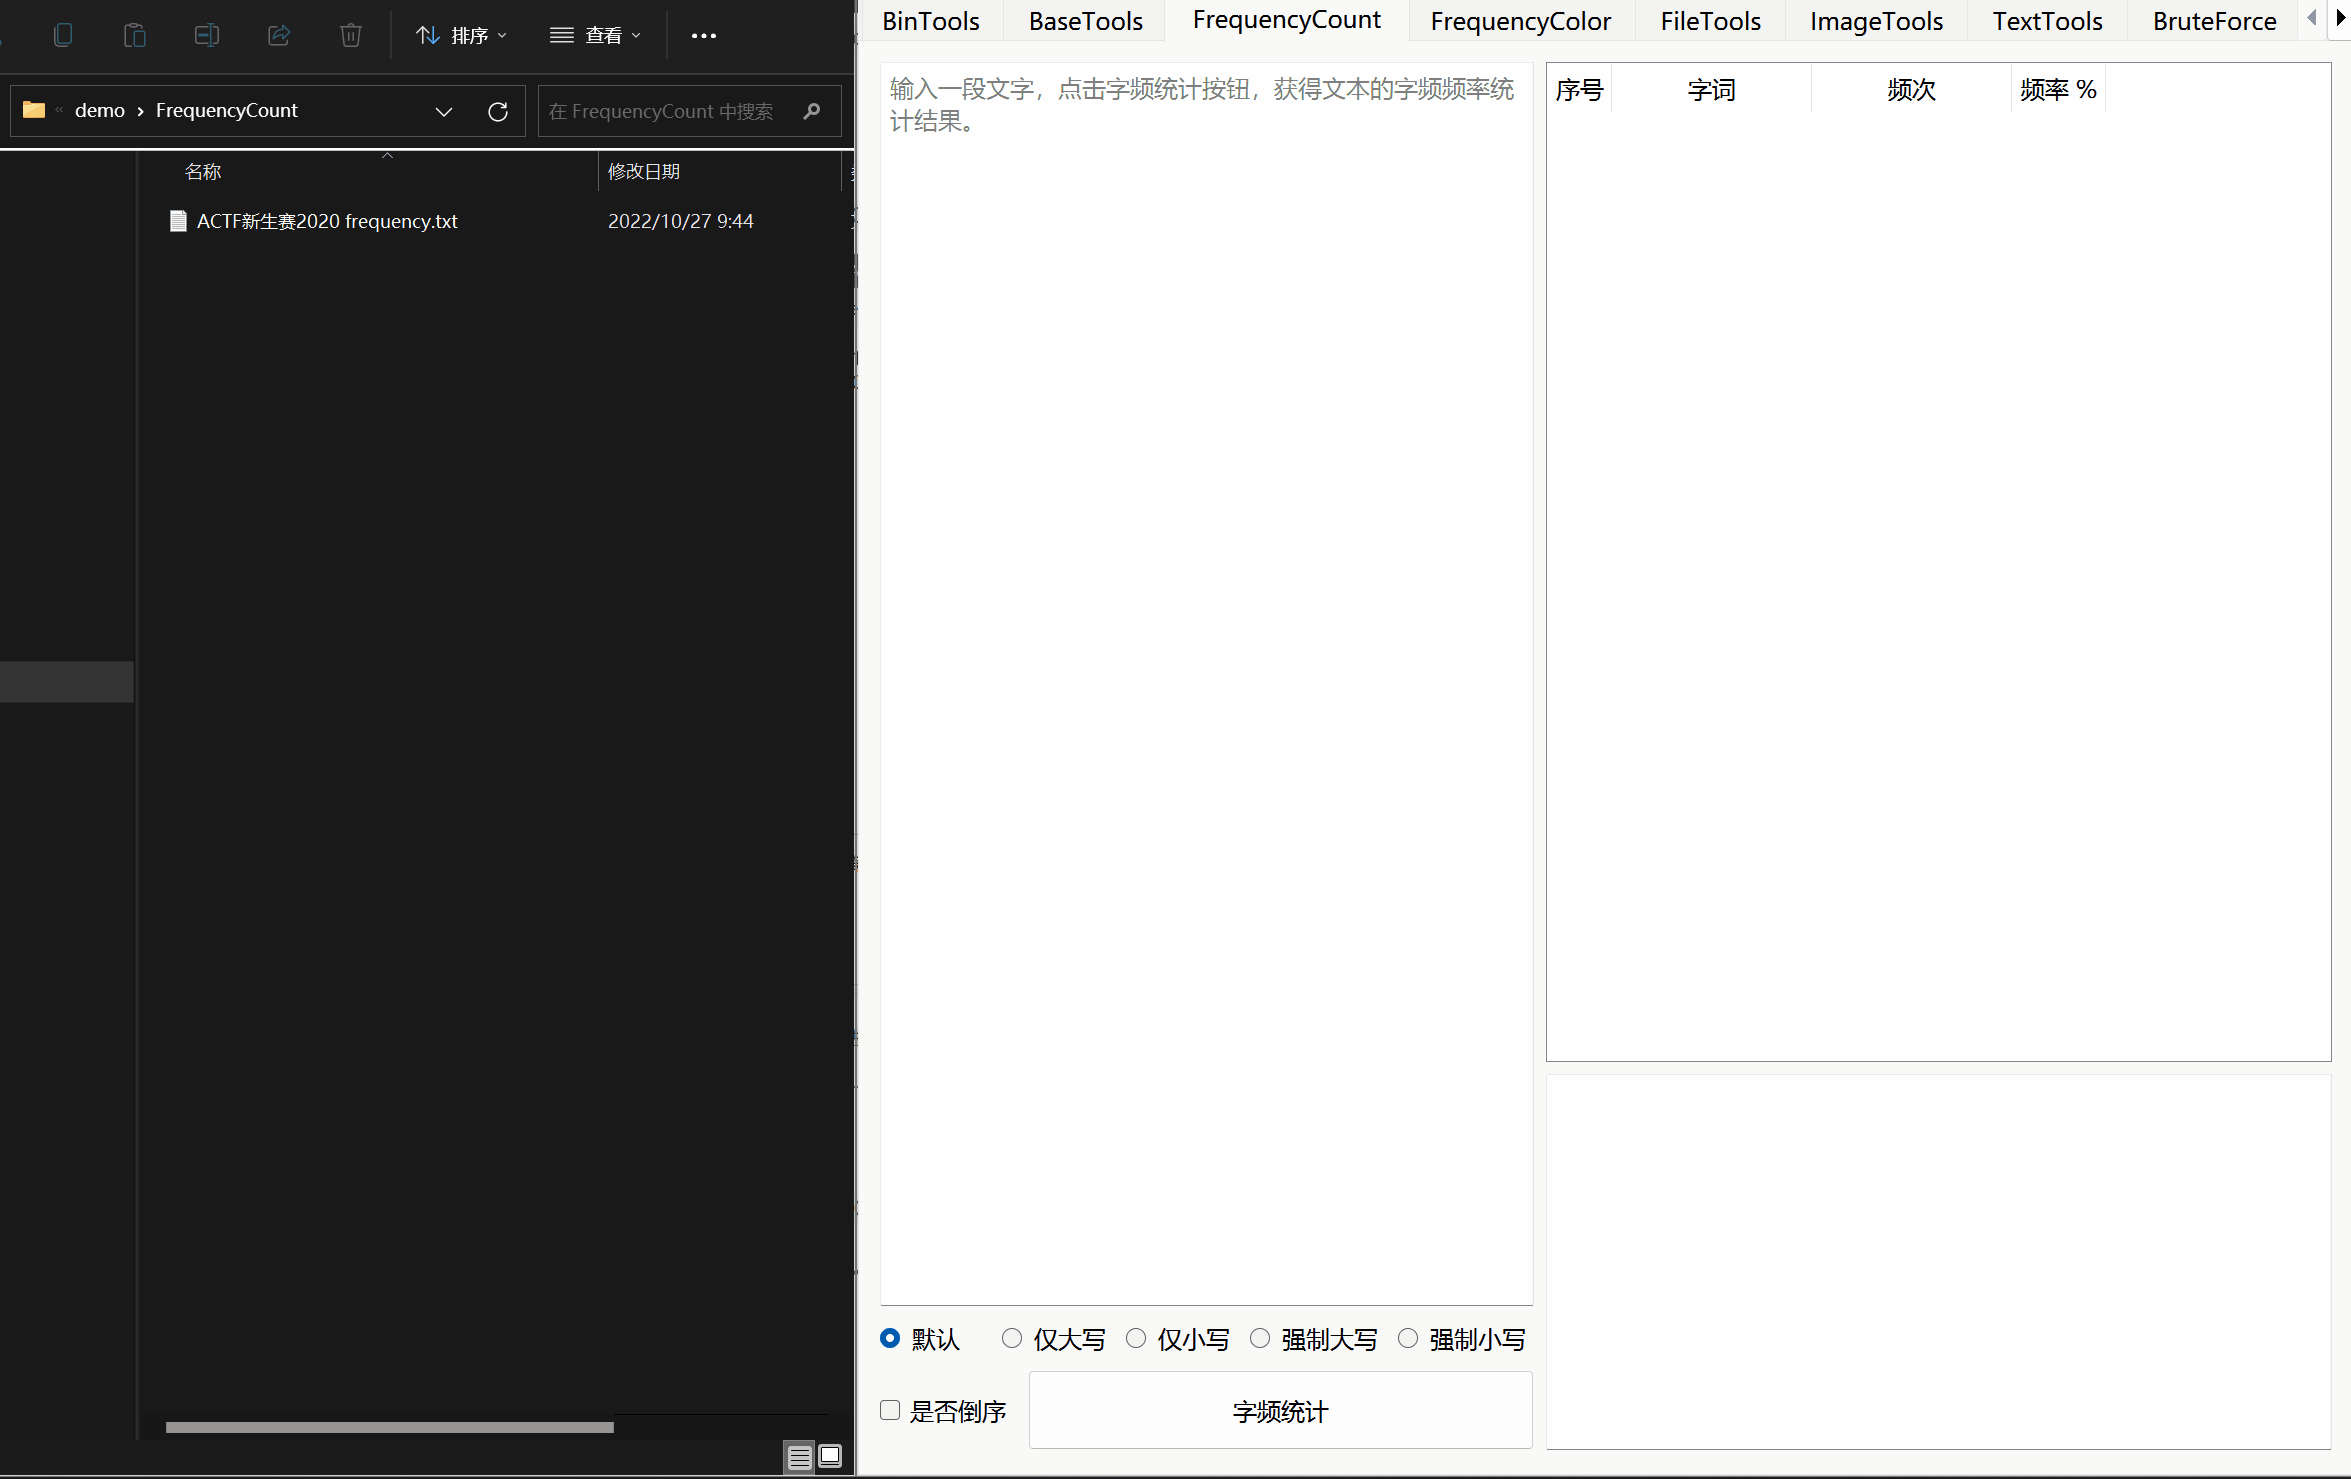 排序
查看
demo › FrequencyCount
在 FrequencyCount 中搜索
名称
修改日期
ACTF新生赛2020 frequency.txt
2022/10/27 9:44
BinTools
BaseTools
FrequencyCount
FrequencyColor
FileTools
ImageTools
TextTools
BruteForce
输入一段文字，点击字频统计按钮，获得文本的字频频率统
计结果。
序号
字词
频次
频率 %
默认
仅大写
仅小写
强制大写
强制小写
是否倒序
字频统计